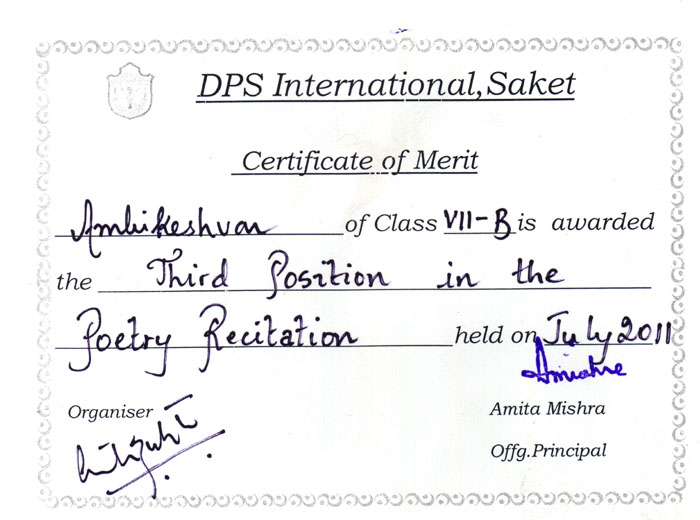 DPS International, Saket
Certificate of Merit
Ambikeshvar of Class VII-B is awarded
the Third Position in the
Poetry Recitation held on July 2011
Organiser
Amita Mishra
Offg.Principal